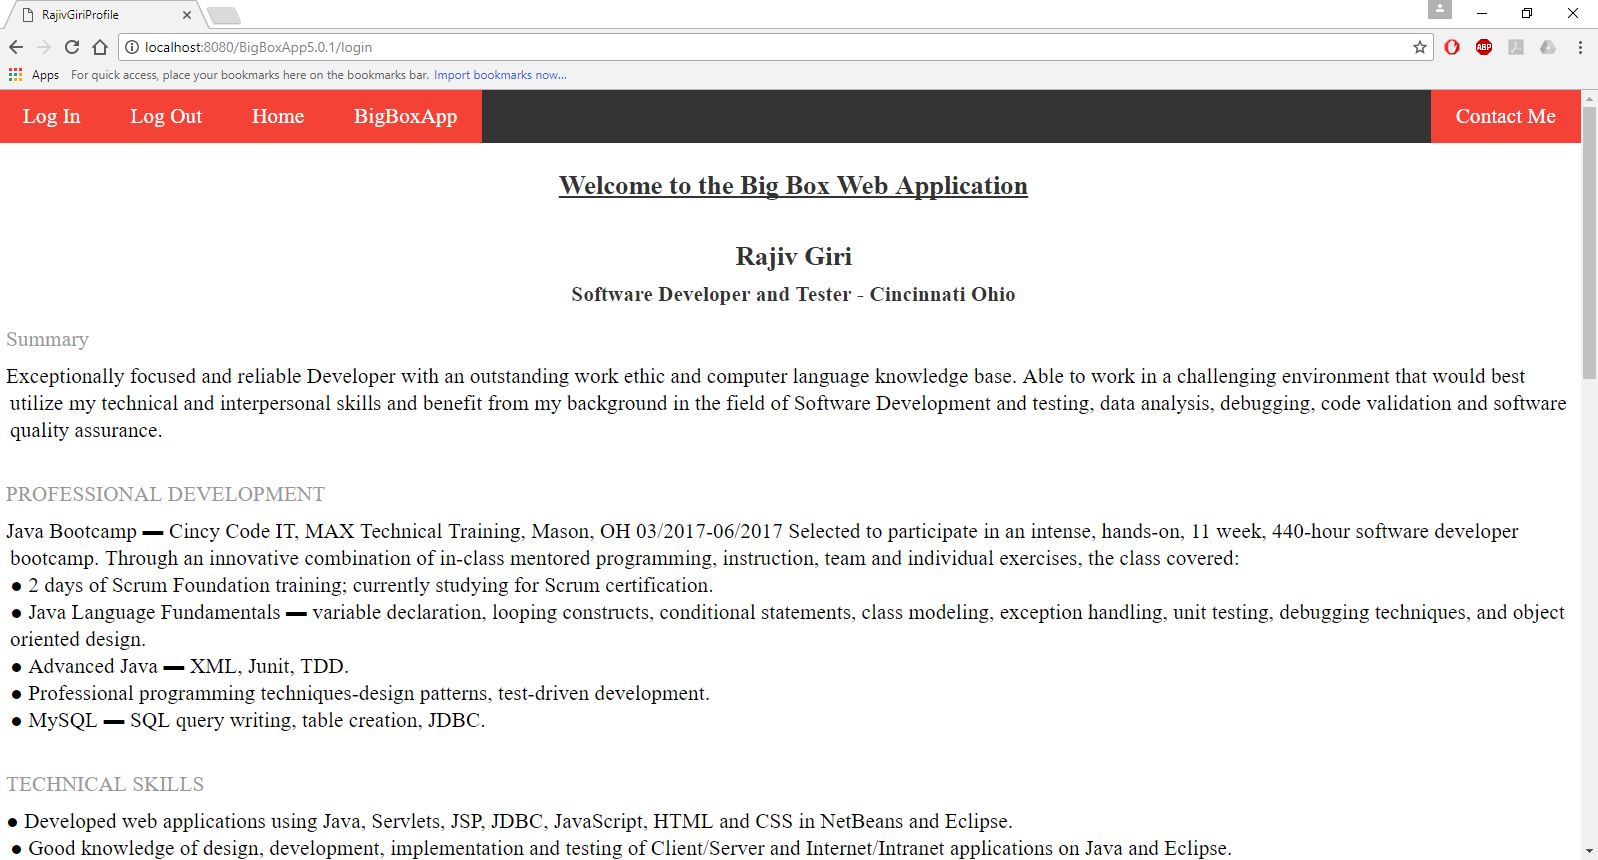 RajivGiriProfile
localhost:8080/BigBoxApp5.0.1/login
ABP
Apps For quick access, place your bookmarks here on the bookmarks bar. Import bookmarks now...
Log In Log Out Home BigBoxApp Contact Me
Welcome to the Big Box Web Application
Rajiv Giri
Software Developer and Tester - Cincinnati Ohio
Summary
Exceptionally focused and reliable Developer with an outstanding work ethic and computer language knowledge base. Able to work in a challenging environment that would best
utilize my technical and interpersonal skills and benefit from my background in the field of Software Development and testing, data analysis, debugging, code validation and software
quality assurance.
PROFESSIONAL DEVELOPMENT
Java Bootcamp ▬ Cincy Code IT, MAX Technical Training, Mason, OH 03/2017-06/2017 Selected to participate in an intense, hands-on, 11 week, 440-hour software developer
bootcamp. Through an innovative combination of in-class mentored programming, instruction, team and individual exercises, the class covered:
● 2 days of Scrum Foundation training; currently studying for Scrum certification.
● Java Language Fundamentals ▬ variable declaration, looping constructs, conditional statements, class modeling, exception handling, unit testing, debugging techniques, and object
oriented design.
● Advanced Java ▬ XML, Junit, TDD.
● Professional programming techniques-design patterns, test-driven development.
● MySQL ▬ SQL query writing, table creation, JDBC.
TECHNICAL SKILLS
● Developed web applications using Java, Servlets, JSP, JDBC, JavaScript, HTML and CSS in NetBeans and Eclipse.
● Good knowledge of design, development, implementation and testing of Client/Server and Internet/Intranet applications on Java and Eclipse.